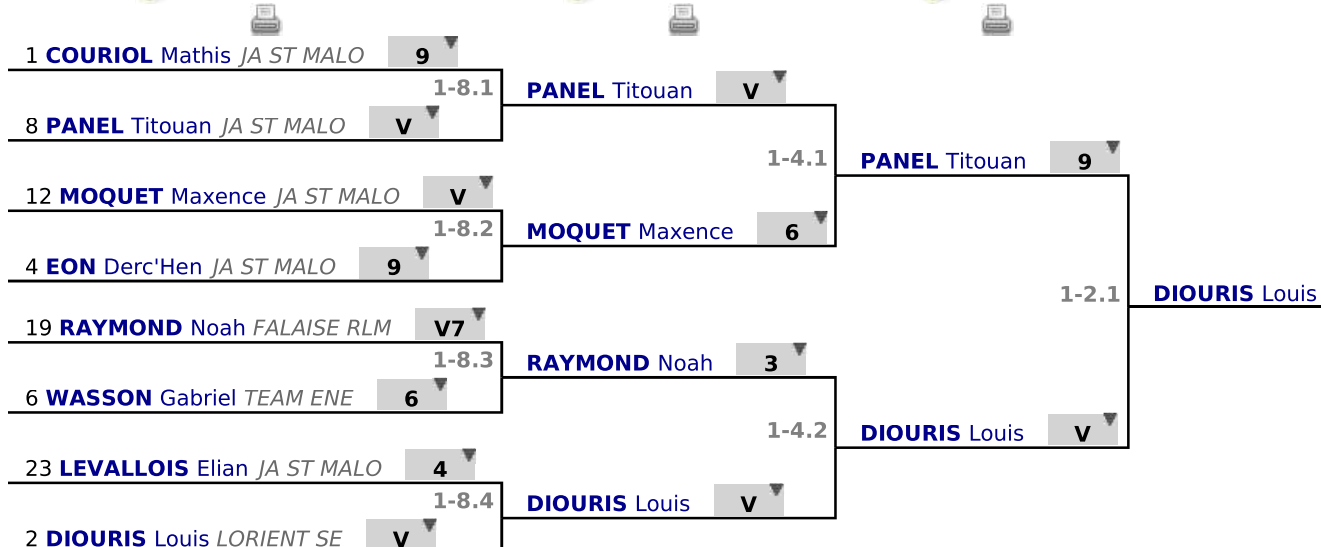 1 COURIOL Mathis JA ST MALO 9
1-8.1
8 PANEL Titouan JA ST MALO V
12 MOQUET Maxence JA ST MALO V
1-8.2
4 EON Derc'Hen JA ST MALO 9
19 RAYMOND Noah FALAISE RLM V7
1-8.3
6 WASSON Gabriel TEAM ENE 6
23 LEVALLOIS Elian JA ST MALO 4
1-8.4
2 DIOURIS Louis LORIENT SE V
PANEL Titouan V
1-4.1
MOQUET Maxence 6
RAYMOND Noah 3
1-4.2
DIOURIS Louis V
PANEL Titouan 9
1-2.1
DIOURIS Louis V
DIOURIS Louis